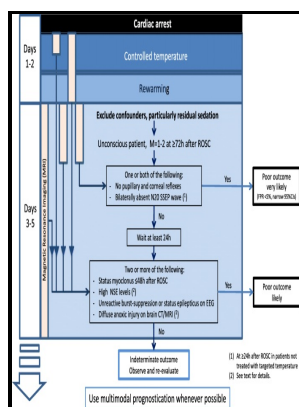 Cardiac arrest
Days
1-2
Controlled temperature
Rewarming
Days
3-5
Magnetic Resonance Imaging (MRI)
Exclude confounders, particularly residual sedation
Unconscious patient, M=1-2 at ≥72h after ROSC
One or both of the following:
- No pupillary and corneal reflexes
- Bilaterally absent N20 SSEP wave (1)
Yes
Poor outcome
very likely
(FPR <5%, narrow 95%CIs)
No
Wait at least 24h
Two or more of the following:
- Status myoclonus ≤48h after ROSC
- High NSE levels (2)
- Unreactive burst-suppression or status epilepticus on EEG
- Diffuse anoxic injury on brain CT/MRI (2)
Yes
Poor outcome
likely
No
Indeterminate outcome
Observe and re-evaluate
(1) At ≥24h after ROSC in patients not
treated with targeted temperature
(2) See text for details.
Use multimodal prognostication whenever possible